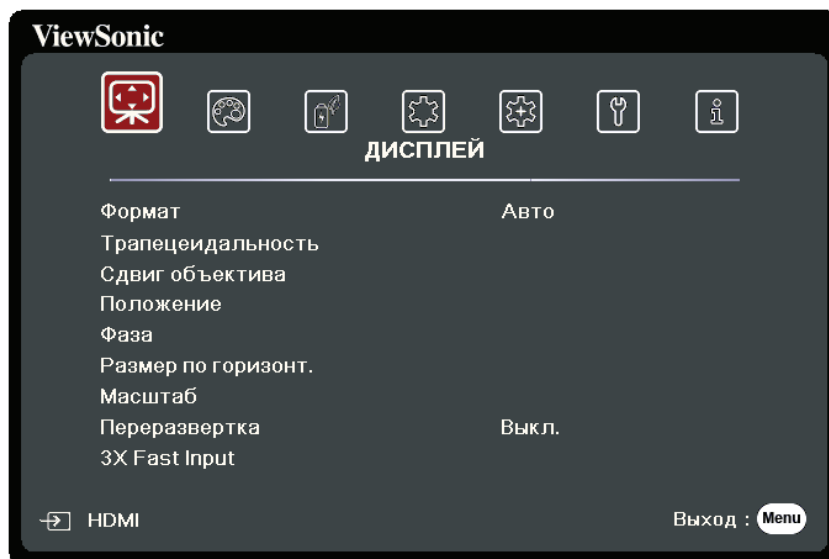 ViewSonic
ДИСПЛЕЙ
Формат Авто
Трапецеидальность
Сдвиг объектива
Положение
Фаза
Размер по горизонт.
Масштаб
Переразвертка Выкл.
3X Fast Input
HDMI Выход : Menu